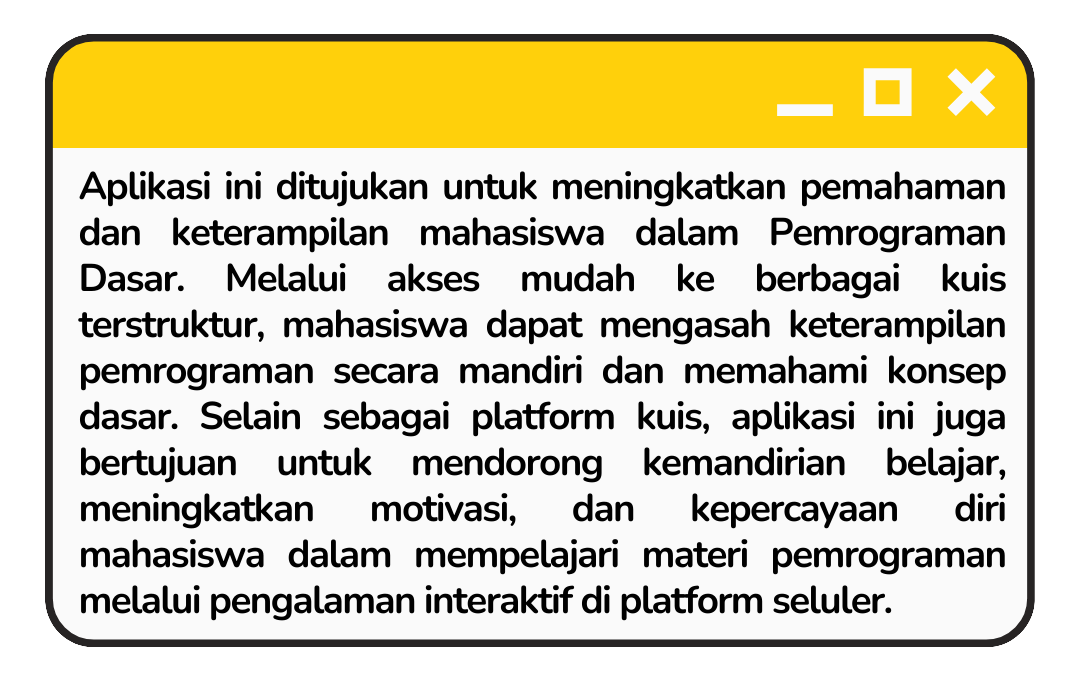 Aplikasi ini ditujukan untuk meningkatkan pemahaman
dan keterampilan mahasiswa dalam Pemrograman
Dasar. Melalui akses mudah ke berbagai kuis
terstruktur, mahasiswa dapat mengasah keterampilan
pemrograman secara mandiri dan memahami konsep
dasar. Selain sebagai platform kuis, aplikasi ini juga
bertujuan untuk mendorong kemandirian belajar,
meningkatkan motivasi, dan kepercayaan diri
mahasiswa dalam mempelajari materi pemrograman
melalui pengalaman interaktif di platform seluler.